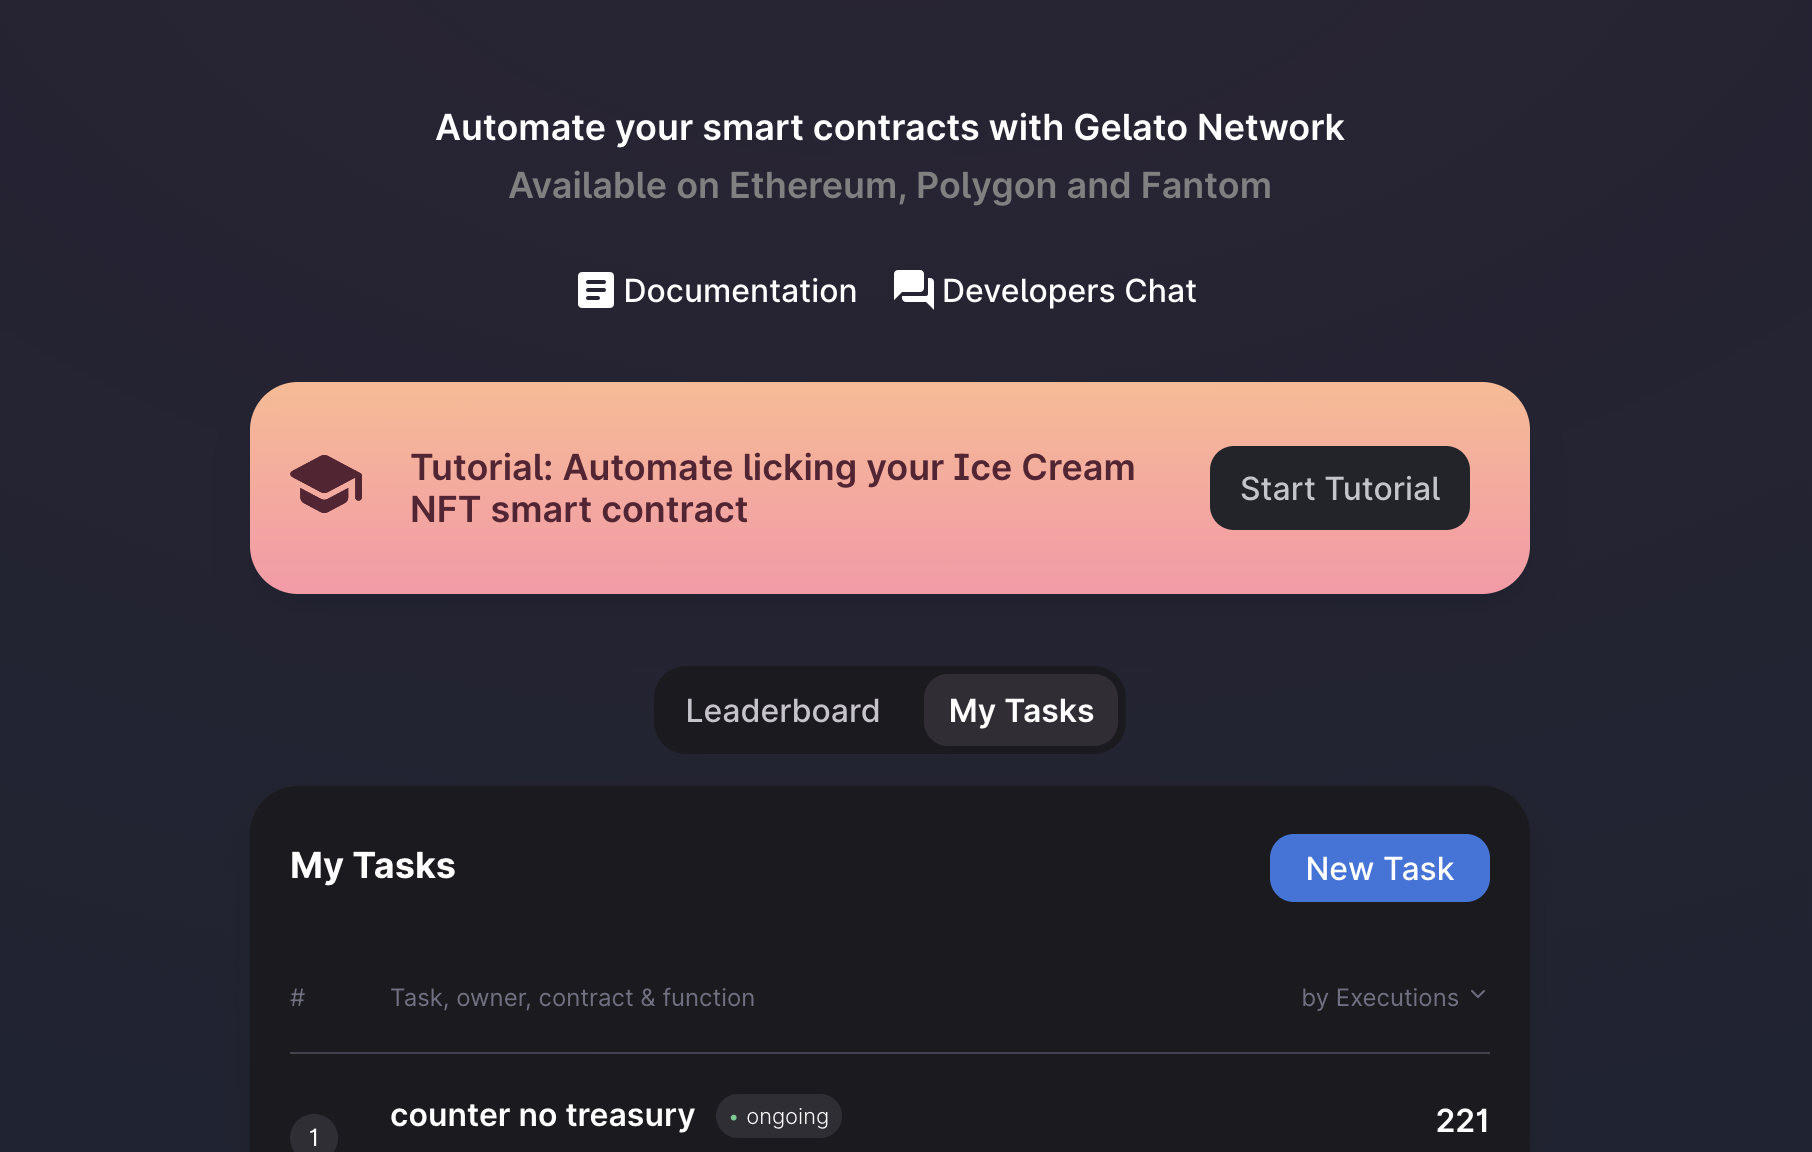 Automate your smart contracts with Gelato Network
Available on Ethereum, Polygon and Fantom
Documentation
Developers Chat
Tutorial: Automate licking your Ice Cream
NFT smart contract
Start Tutorial
Leaderboard
My Tasks
My Tasks
New Task
# Task, owner, contract & function by Executions
1 counter no treasury ongoing 221